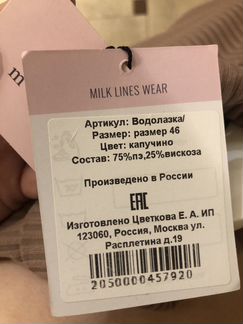 m
MILK LINES WEAR
Артикул: Водолазка/
Размер: размер 46
Цвет: капучино
Состав: 75%пэ,25%вискоза
Произведено в России
EAC
Изготовлено Цветкова Е. А. ИП
123060, Россия, Москва ул.
Расплетина д.19
2050000457920